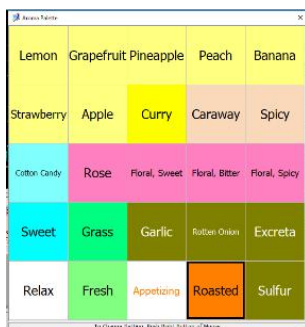 Aroma Palette
Lemon Grapefruit Pineapple Peach Banana
Strawberry Apple Curry Caraway Spicy
Cotton Candy Rose Floral, Sweet Floral, Bitter Floral, Spicy
Sweet Grass Garlic Rotten Onion Excreta
Relax Fresh Appetizing Roasted Sulfur